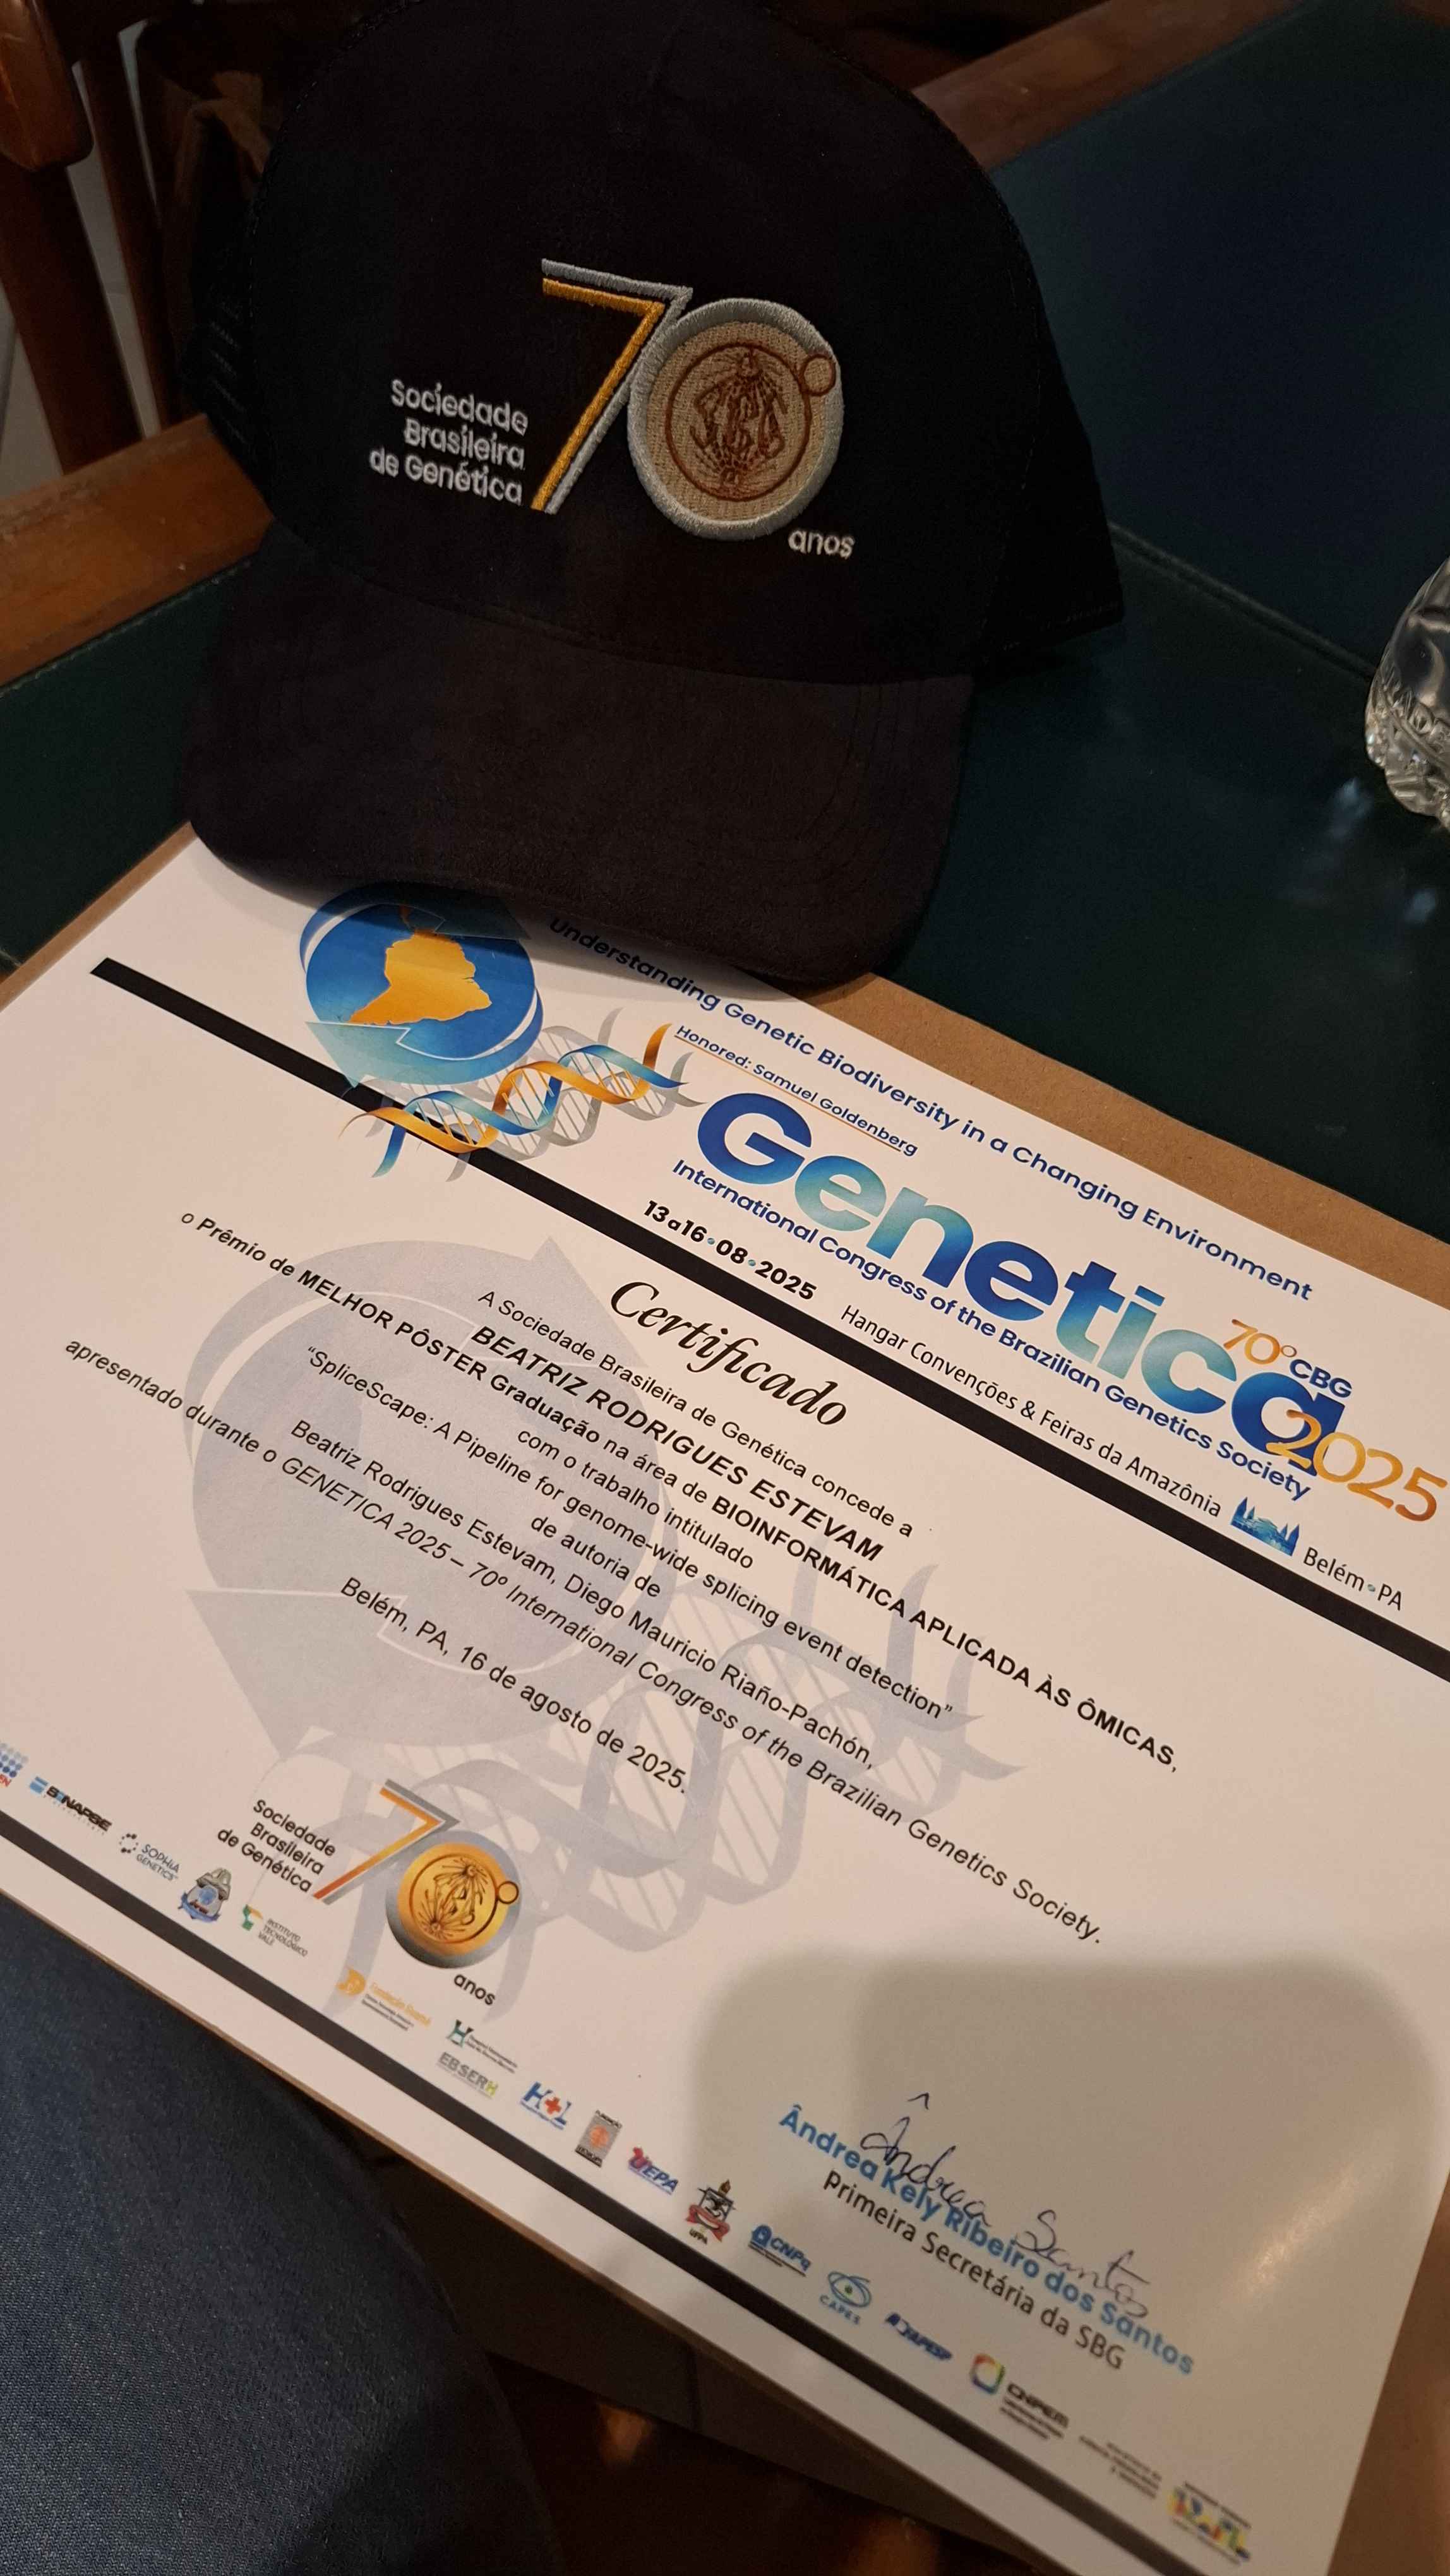 Sociedade
Brasileira
de Genética
70
anos
Understanding Genetic Biodiversity in a Changing Environment
Honored: Samuel Goldenberg
Genetica
70º CBG
2025
International Congress of the Brazilian Genetics Society
13 a 16•08•2025
Hangar Convenções & Feiras da Amazônia
Belém•PA
Certificado
A Sociedade Brasileira de Genética concede a
BEATRIZ RODRIGUES ESTEVAM
o Prêmio de MELHOR PÔSTER Graduação na área de BIOINFORMÁTICA APLICADA ÀS ÔMICAS,
com o trabalho intitulado
“SpliceScape: A Pipeline for genome-wide splicing event detection”
de autoria de
Beatriz Rodrigues Estevam, Diego Mauricio Riaño-Pachón,
apresentado durante o GENETICA 2025 – 70º International Congress of the Brazilian Genetics Society.
Belém, PA, 16 de agosto de 2025.
Sociedade
Brasileira
de Genética
70
anos
Ândrea Santos
Ândrea Kely Ribeiro dos Santos
Primeira Secretária da SBG
SYNAPSE
SOPHiA
GENETICS
INSTITUTO
TECNOLÓGICO
VALE
EBSERH
HOL
UEPA
UFPA
CNPq
CAPES
FAPESP
CNPEM